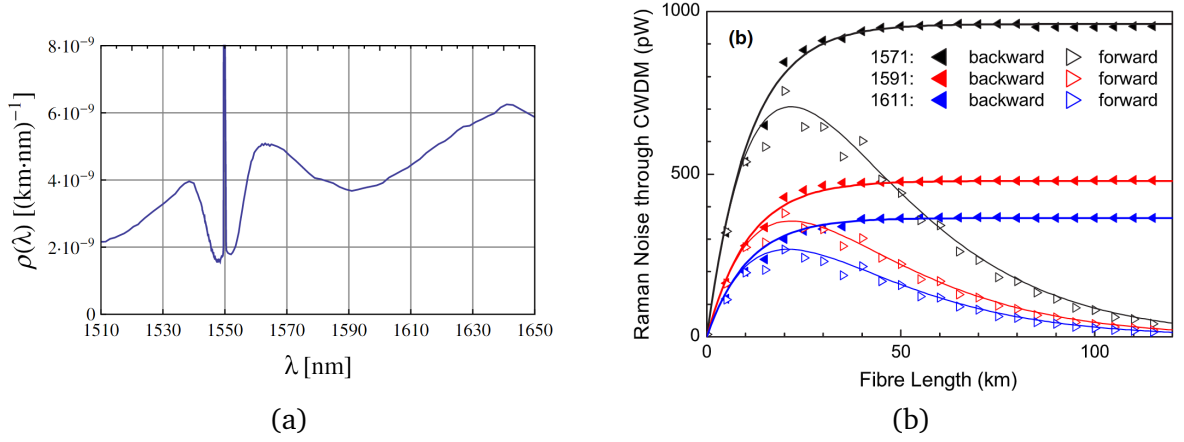 8·10⁻⁹
6·10⁻⁹
4·10⁻⁹
2·10⁻⁹
0
ρ(λ) [(km·nm)⁻¹]
1510 1530 1550 1570 1590 1610 1630 1650
λ [nm]
(a)
1000
500
0
Raman Noise through CWDM (pW)
(b)
1571: backward forward
1591: backward forward
1611: backward forward
0 50 100
Fibre Length (km)
(b)